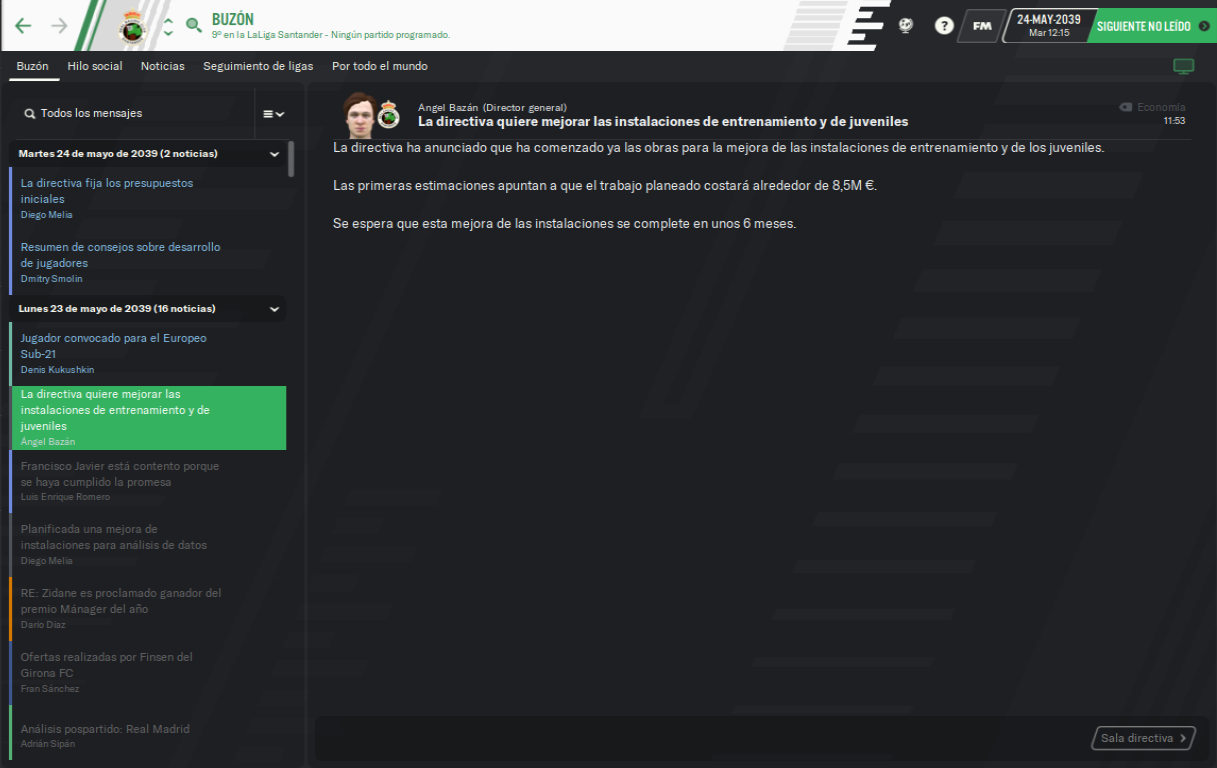 BUZÓN
9º en la LaLiga Santander - Ningún partido programado.
?
FM
24-MAY-2039
Mar 12:15
SIGUIENTE NO LEÍDO
Buzón
Hilo social
Noticias
Seguimiento de ligas
Por todo el mundo
Todos los mensajes
Martes 24 de mayo de 2039 (2 noticias)
La directiva fija los presupuestos
iniciales
Diego Melia
Resumen de consejos sobre desarrollo
de jugadores
Dmitry Smolin
Lunes 23 de mayo de 2039 (16 noticias)
Jugador convocado para el Europeo
Sub-21
Denis Kukushkin
La directiva quiere mejorar las
instalaciones de entrenamiento y de
juveniles
Ángel Bazán
Francisco Javier está contento porque
se haya cumplido la promesa
Luis Enrique Romero
Planificada una mejora de
instalaciones para análisis de datos
Diego Melia
RE: Zidane es proclamado ganador del
premio Mánager del año
Darío Díaz
Ofertas realizadas por Finsen del
Girona FC
Fran Sánchez
Análisis pospartido: Real Madrid
Adrián Sipán
Ángel Bazán (Director general)
La directiva quiere mejorar las instalaciones de entrenamiento y de juveniles
Economía
11:53
La directiva ha anunciado que ha comenzado ya las obras para la mejora de las instalaciones de entrenamiento y de los juveniles.
Las primeras estimaciones apuntan a que el trabajo planeado costará alrededor de 8,5M €.
Se espera que esta mejora de las instalaciones se complete en unos 6 meses.
Sala directiva